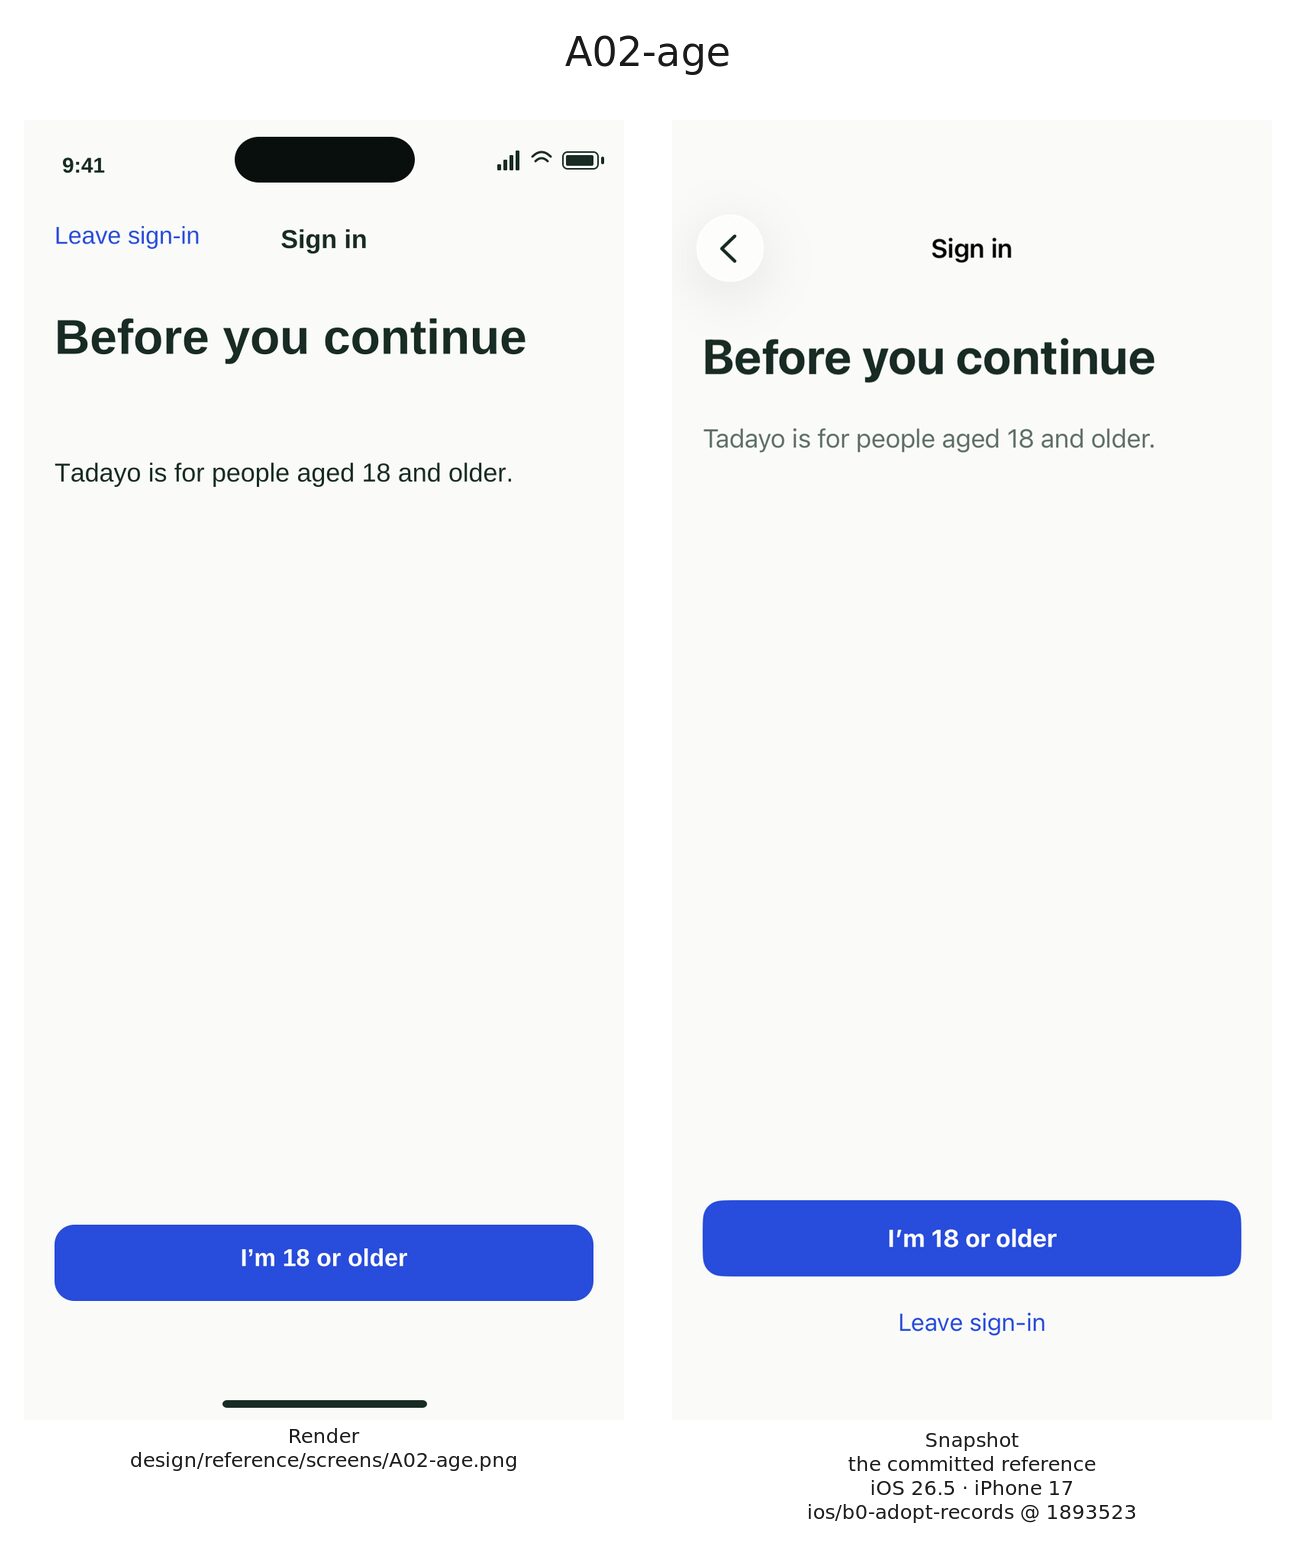 A02-age
9:41
Leave sign-in
Sign in
Before you continue
Tadayo is for people aged 18 and older.
I’m 18 or older
Render
design/reference/screens/A02-age.png
Sign in
Before you continue
Tadayo is for people aged 18 and older.
I’m 18 or older
Leave sign-in
Snapshot
the committed reference
iOS 26.5 · iPhone 17
ios/b0-adopt-records @ 1893523